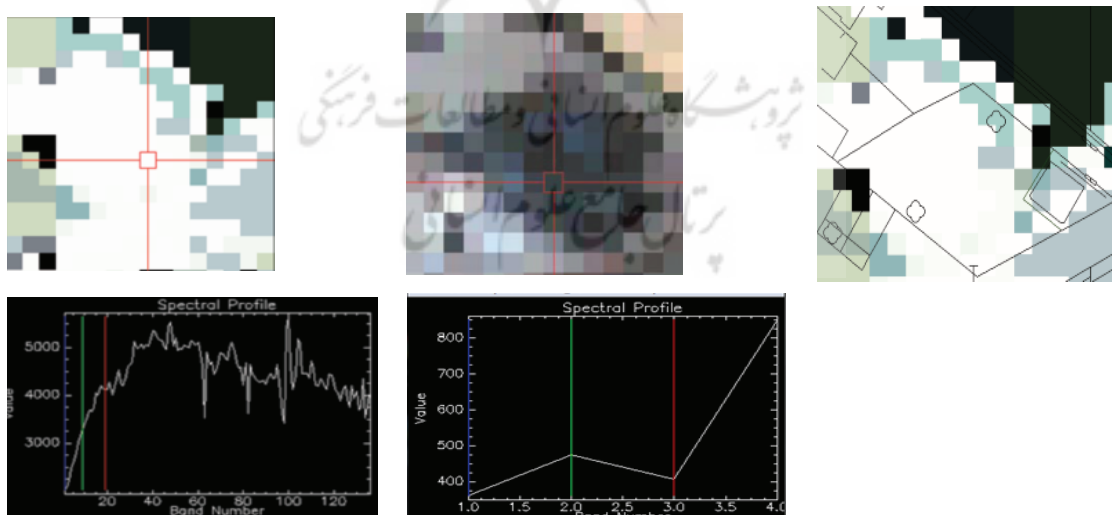 پژوهشگاه علوم انسانی و مطالعات فرهنگی
پرتال جامع علوم انسانی
Spectral Profile
5000
4000
3000
Value
20 40 60 80 100 120
Band Number
Spectral Profile
800
700
600
500
400
Value
1.0 1.5 2.0 2.5 3.0 3.5 4.0
Band Number